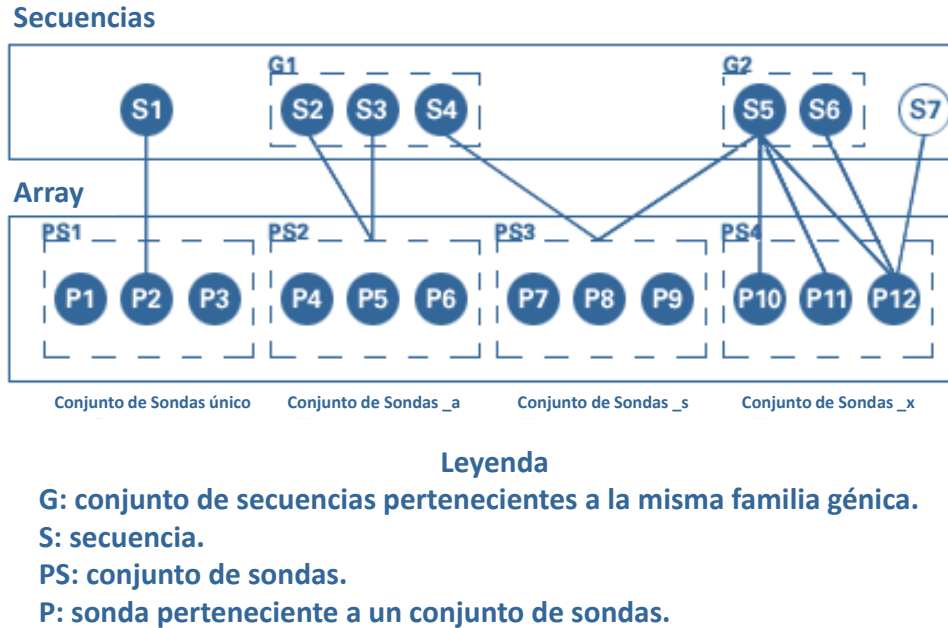 Secuencias
G1 G2
S1 S2 S3 S4 S5 S6 S7
Array
PS1 PS2 PS3 PS4
P1 P2 P3 P4 P5 P6 P7 P8 P9 P10 P11 P12
Conjunto de Sondas único Conjunto de Sondas _a Conjunto de Sondas _s Conjunto de Sondas _x
Leyenda
G: conjunto de secuencias pertenecientes a la misma familia génica.
S: secuencia.
PS: conjunto de sondas.
P: sonda perteneciente a un conjunto de sondas.